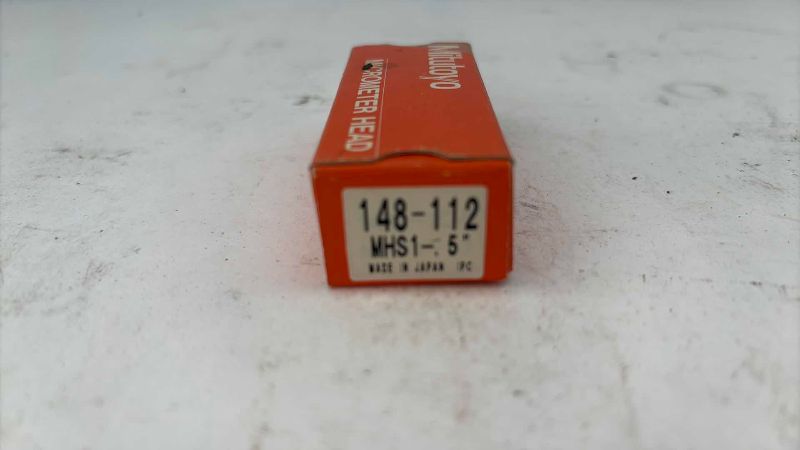 Mitutoyo
MICROMETER HEAD
148-112
MHS1-.5"
MADE IN JAPAN 1PC